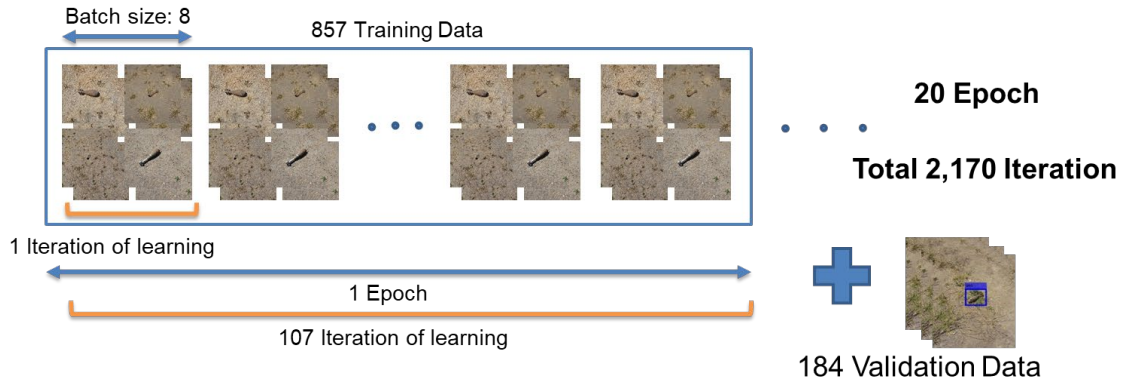 Batch size: 8
857 Training Data
20 Epoch
Total 2,170 Iteration
1 Iteration of learning
1 Epoch
107 Iteration of learning
184 Validation Data